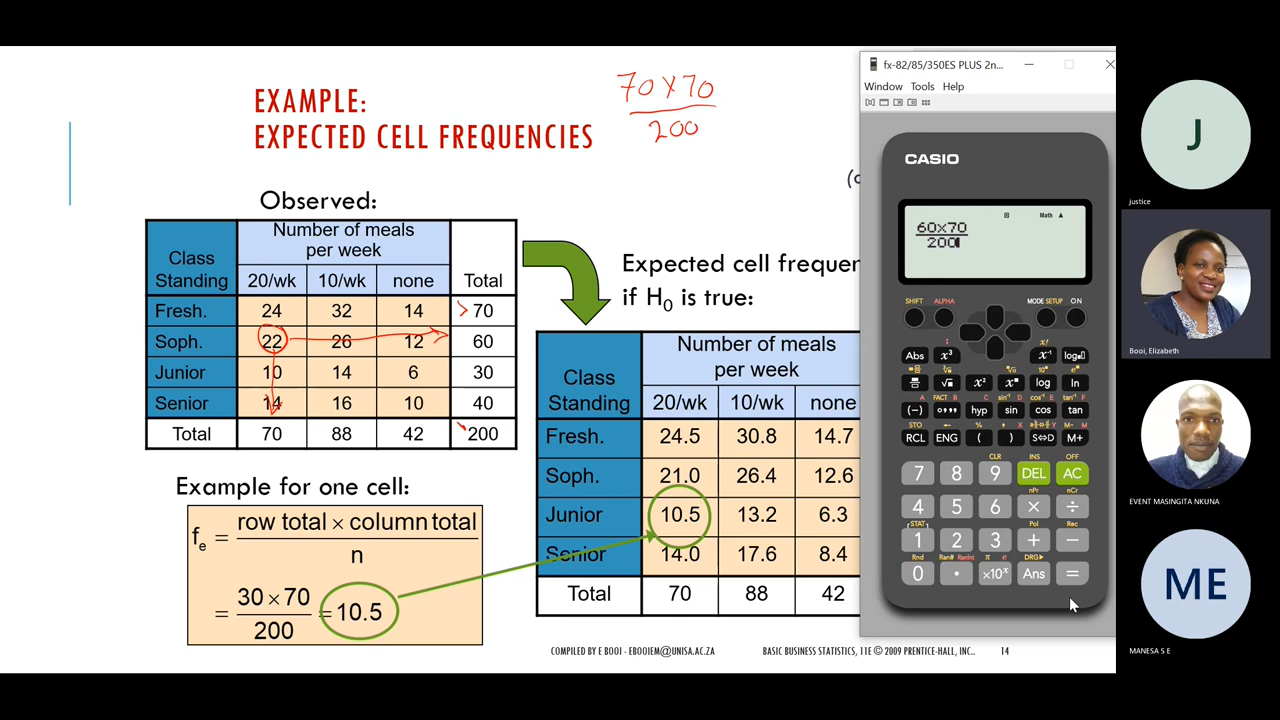 EXAMPLE:
EXPECTED CELL FREQUENCIES
70 x 70
200
Observed:
Class Standing | Number of meals per week | Total
20/wk | 10/wk | none
Fresh. 24 32 14 70
Soph. 22 26 12 60
Junior 10 14 6 30
Senior 14 16 10 40
Total 70 88 42 200
Expected cell frequen
if H0 is true:
Class Standing | Number of meals per week
20/wk | 10/wk | none
Fresh. 24.5 30.8 14.7
Soph. 21.0 26.4 12.6
Junior 10.5 13.2 6.3
Senior 14.0 17.6 8.4
Total 70 88 42
Example for one cell:
fe = row total × column total
n
= 30 × 70
200
= 10.5
COMPILED BY E BOOI - EBOOIEM@UNISA.AC.ZA
BASIC BUSINESS STATISTICS, 11E © 2009 PRENTICE-HALL, INC..
14
fx-82/85/350ES PLUS 2n...
Window Tools Help
CASIO
Math
60×70
200
SHIFT ALPHA MODE SETUP ON
Abs x³ x⁻¹ log
√ x² log ln
(−) hyp sin cos tan
RCL ENG ( ) S⇔D M+
7 8 9 DEL AC
4 5 6 × ÷
1 2 3 + −
0 . ×10ˣ Ans =
J
justice
Booi, Elizabeth
EVENT MASINGITA NKUNA
ME
MANESA S E